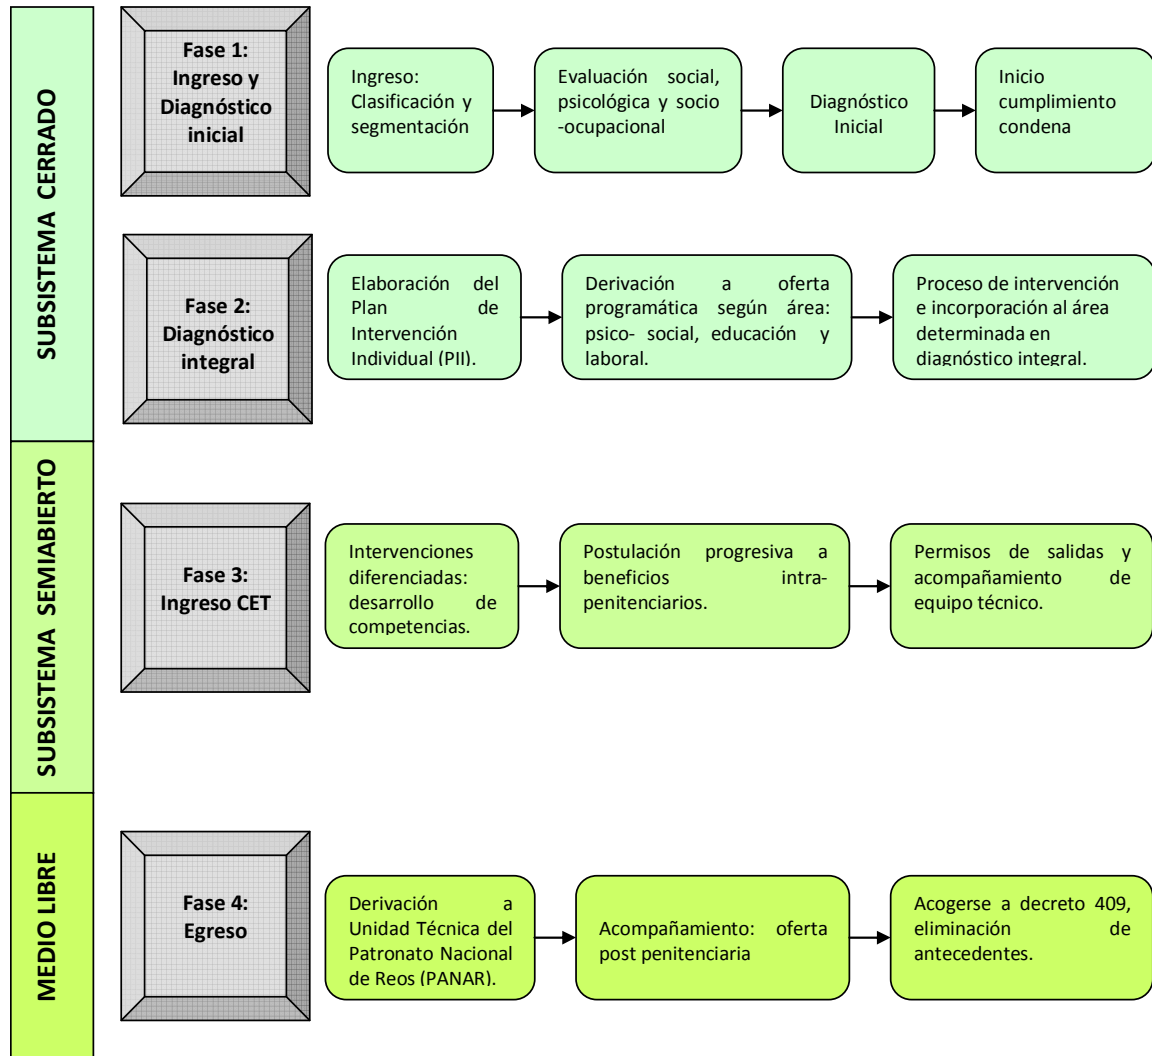 SUBSISTEMA CERRADO
Fase 1:
Ingreso y
Diagnóstico
inicial
Ingreso:
Clasificación y
segmentación
Evaluación social,
psicológica y socio
-ocupacional
Diagnóstico
Inicial
Inicio
cumplimiento
condena
Fase 2:
Diagnóstico
integral
Elaboración del
Plan de
Intervención
Individual (PII).
Derivación a oferta
programática según área:
psico- social, educación y
laboral.
Proceso de intervención
e incorporación al área
determinada en
diagnóstico integral.
SUBSISTEMA SEMIABIERTO
Fase 3:
Ingreso CET
Intervenciones
diferenciadas:
desarrollo de
competencias.
Postulación progresiva a
beneficios intra-
penitenciarios.
Permisos de salidas y
acompañamiento de
equipo técnico.
MEDIO LIBRE
Fase 4:
Egreso
Derivación a
Unidad Técnica del
Patronato Nacional
de Reos (PANAR).
Acompañamiento: oferta
post penitenciaria
Acogerse a decreto 409,
eliminación de
antecedentes.